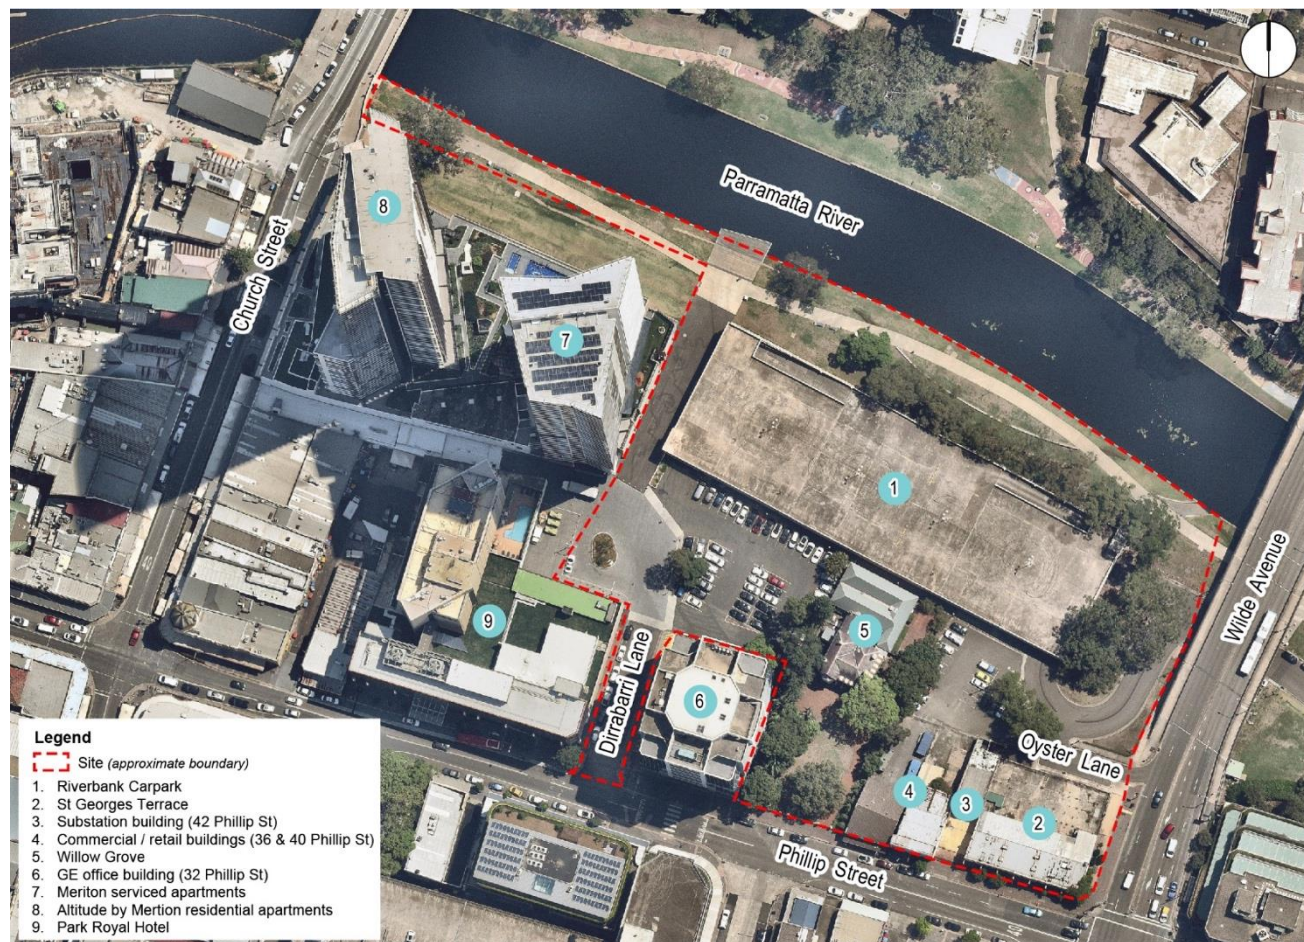 Parramatta River
8
Church Street
7
1
Wilde Avenue
5
9
Dirrabarri Lane
6
Oyster Lane
4
3
2
Phillip Street
Legend
Site (approximate boundary)
1. Riverbank Carpark
2. St Georges Terrace
3. Substation building (42 Phillip St)
4. Commercial / retail buildings (36 & 40 Phillip St)
5. Willow Grove
6. GE office building (32 Phillip St)
7. Meriton serviced apartments
8. Altitude by Mertion residential apartments
9. Park Royal Hotel